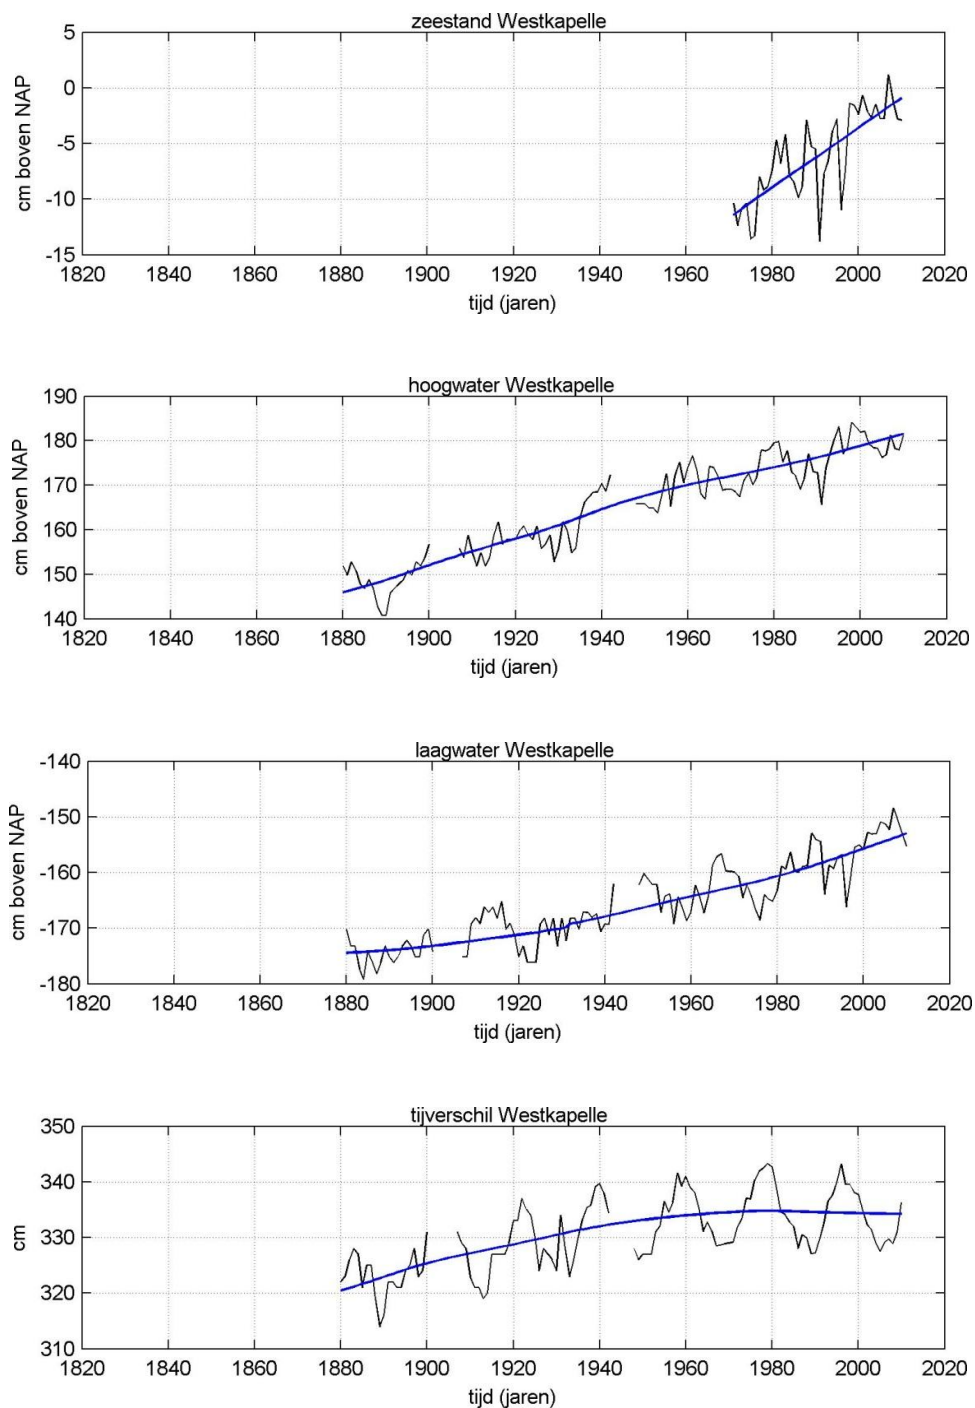 zeestand Westkapelle
5
0
-5
-10
-15
cm boven NAP
1820 1840 1860 1880 1900 1920 1940 1960 1980 2000 2020
tijd (jaren)
hoogwater Westkapelle
190
180
170
160
150
140
cm boven NAP
1820 1840 1860 1880 1900 1920 1940 1960 1980 2000 2020
tijd (jaren)
laagwater Westkapelle
-140
-150
-160
-170
-180
cm boven NAP
1820 1840 1860 1880 1900 1920 1940 1960 1980 2000 2020
tijd (jaren)
tijverschil Westkapelle
350
340
330
320
310
cm
1820 1840 1860 1880 1900 1920 1940 1960 1980 2000 2020
tijd (jaren)